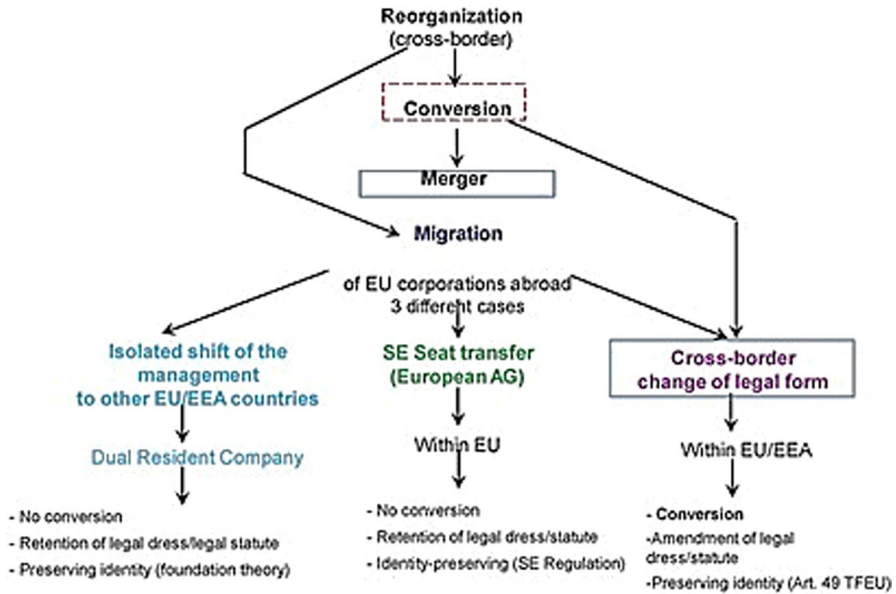 Reorganization
(cross-border)
Conversion
Merger
Migration
of EU corporations abroad
3 different cases
Isolated shift of the
management
to other EU/EEA countries
SE Seat transfer
(European AG)
Cross-border
change of legal form
Dual Resident Company
Within EU
Within EU/EEA
- No conversion
- Retention of legal dress/legal statute
- Preserving identity (foundation theory)
- No conversion
- Retention of legal dress/statute
- Identity-preserving (SE Regulation)
- Conversion
-Amendment of legal
dress/statute
-Preserving identity (Art. 49 TFEU)